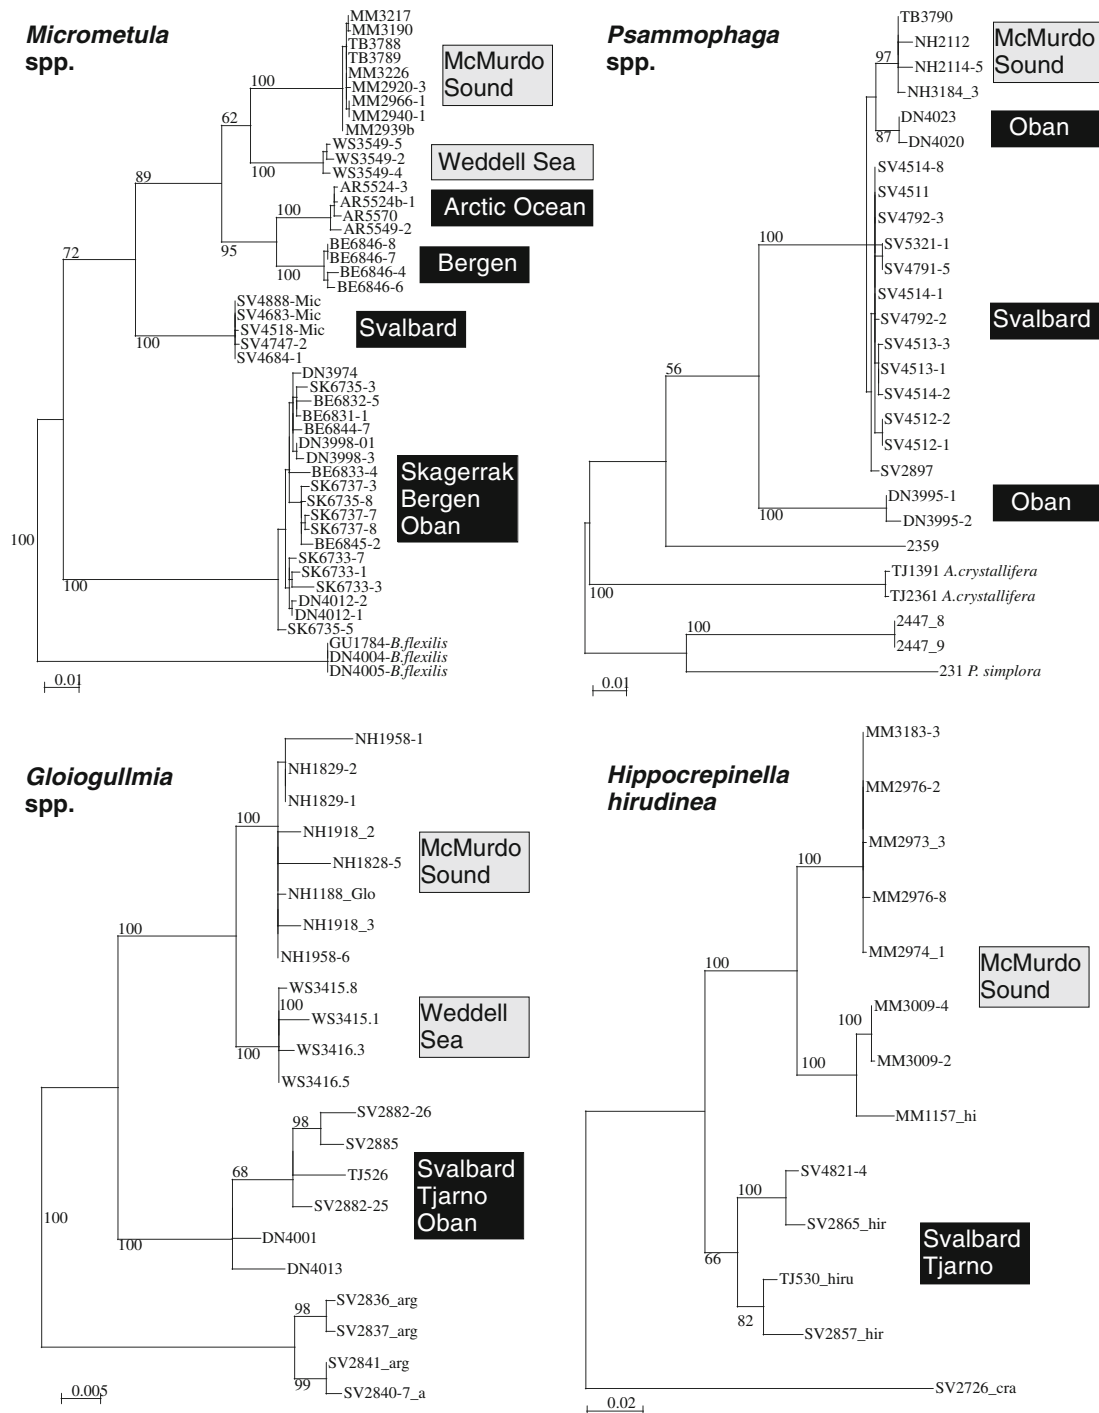 Micrometula
spp.
MM3217
MM3190
TB3788
TB3789
MM3226
MM2920-3
MM2966-1
MM2940-1
MM2939b
McMurdo
Sound
100
62
WS3549-5
WS3549-2
WS3549-4
Weddell Sea
100
89
AR5524-3
AR5524b-1
AR5570
AR5549-2
Arctic Ocean
100
95
BE6846-8
BE6846-7
BE6846-4
BE6846-6
Bergen
100
72
SV4888-Mic
SV4683-Mic
SV4518-Mic
SV4747-2
SV4684-1
Svalbard
100
DN3974
SK6735-3
BE6832-5
BE6831-1
BE6844-7
DN3998-01
DN3998-3
BE6833-4
SK6737-3
SK6735-8
SK6737-7
SK6737-8
BE6845-2
SK6733-7
SK6733-1
SK6733-3
DN4012-2
DN4012-1
SK6735-5
Skagerrak
Bergen
Oban
100
100
GU1784-B.flexilis
DN4004-B.flexilis
DN4005-B.flexilis
0.01
Psammophaga
spp.
TB3790
NH2112
NH2114-5
NH3184_3
McMurdo
Sound
97
DN4023
DN4020
Oban
87
SV4514-8
SV4511
SV4792-3
SV5321-1
SV4791-5
SV4514-1
SV4792-2
SV4513-3
SV4513-1
SV4514-2
SV4512-2
SV4512-1
SV2897
Svalbard
100
56
DN3995-1
DN3995-2
Oban
100
2359
TJ1391 A.crystallifera
TJ2361 A.crystallifera
100
2447_8
2447_9
100
231 P. simplora
0.01
Gloiogullmia
spp.
NH1958-1
NH1829-2
NH1829-1
NH1918_2
NH1828-5
NH1188_Glo
NH1918_3
NH1958-6
McMurdo
Sound
100
100
WS3415.8
WS3415.1
WS3416.3
WS3416.5
Weddell
Sea
100
100
SV2882-26
SV2885
TJ526
SV2882-25
DN4001
DN4013
Svalbard
Tjarno
Oban
98
68
100
100
SV2836_arg
SV2837_arg
SV2841_arg
SV2840-7_a
98
99
0.005
Hippocrepinella
hirudinea
MM3183-3
MM2976-2
MM2973_3
MM2976-8
MM2974_1
100
McMurdo
Sound
100
MM3009-4
MM3009-2
MM1157_hi
100
100
SV4821-4
SV2865_hir
TJ530_hiru
SV2857_hir
Svalbard
Tjarno
100
66
82
SV2726_cra
0.02